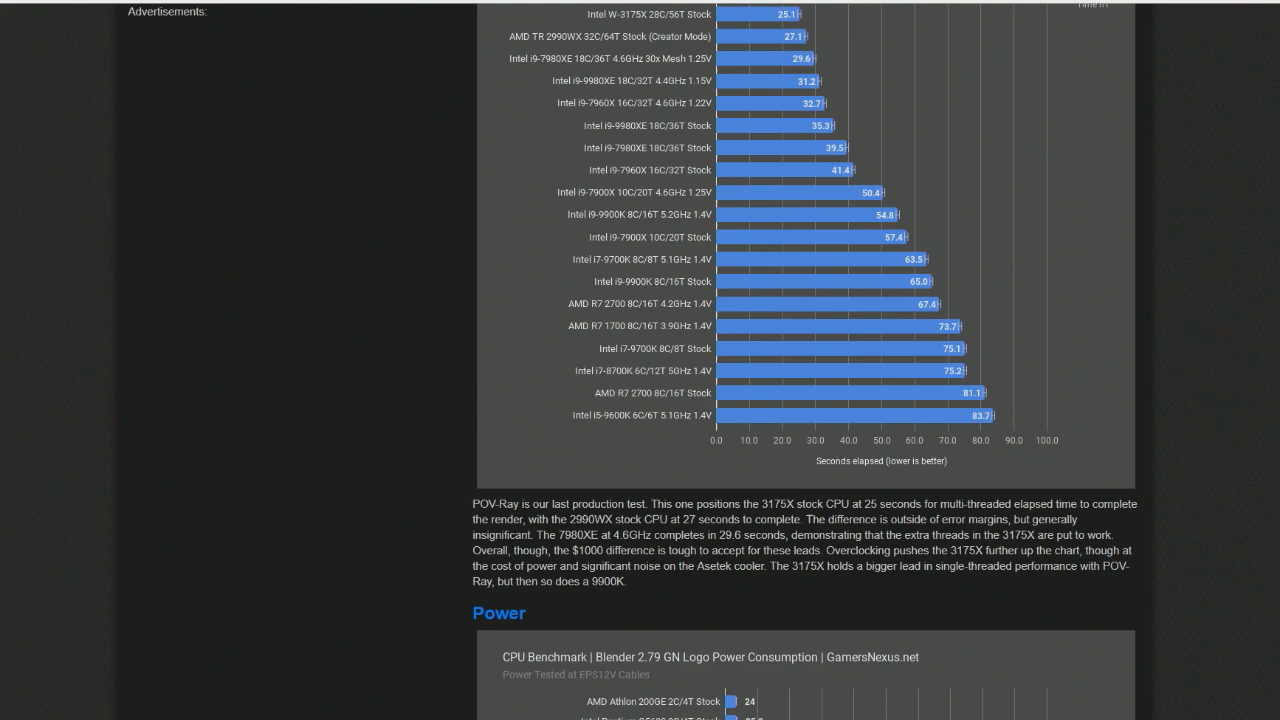 Advertisements:
Intel W-3175X 28C/56T Stock 25.1
AMD TR 2990WX 32C/64T Stock (Creator Mode) 27.1
Intel i9-7980XE 18C/36T 4.6GHz 30x Mesh 1.25V 29.6
Intel i9-9980XE 18C/32T 4.4GHz 1.15V 31.2
Intel i9-7960X 16C/32T 4.6GHz 1.22V 32.7
Intel i9-9980XE 18C/36T Stock 35.3
Intel i9-7980XE 18C/36T Stock 39.5
Intel i9-7960X 16C/32T Stock 41.4
Intel i9-7900X 10C/20T 4.6GHz 1.25V 50.4
Intel i9-9900K 8C/16T 5.2GHz 1.4V 54.8
Intel i9-7900X 10C/20T Stock 57.4
Intel i7-9700K 8C/8T 5.1GHz 1.4V 63.5
Intel i9-9900K 8C/16T Stock 65.0
AMD R7 2700 8C/16T 4.2GHz 1.4V 67.4
AMD R7 1700 8C/16T 3.9GHz 1.4V 73.7
Intel i7-9700K 8C/8T Stock 75.1
Intel i7-8700K 6C/12T 5GHz 1.4V 75.2
AMD R7 2700 8C/16T Stock 81.1
Intel i5-9600K 6C/6T 5.1GHz 1.4V 83.7
0.0 10.0 20.0 30.0 40.0 50.0 60.0 70.0 80.0 90.0 100.0
Seconds elapsed (lower is better)
POV-Ray is our last production test. This one positions the 3175X stock CPU at 25 seconds for multi-threaded elapsed time to complete
the render, with the 2990WX stock CPU at 27 seconds to complete. The difference is outside of error margins, but generally
insignificant. The 7980XE at 4.6GHz completes in 29.6 seconds, demonstrating that the extra threads in the 3175X are put to work.
Overall, though, the $1000 difference is tough to accept for these leads. Overclocking pushes the 3175X further up the chart, though at
the cost of power and significant noise on the Asetek cooler. The 3175X holds a bigger lead in single-threaded performance with POV-
Ray, but then so does a 9900K.
Power
CPU Benchmark | Blender 2.79 GN Logo Power Consumption | GamersNexus.net
Power Tested at EPS12V Cables
AMD Athlon 200GE 2C/4T Stock 24